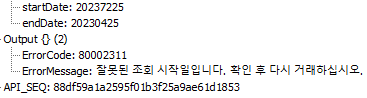 startDate: 20237225
endDate: 20230425
Output {} (2)
ErrorCode: 80002311
ErrorMessage: 잘못된 조회 시작일입니다. 확인 후 다시 거래하십시오.
API_SEQ: 88df59a1a2595f01b3f25a9ae61d1853